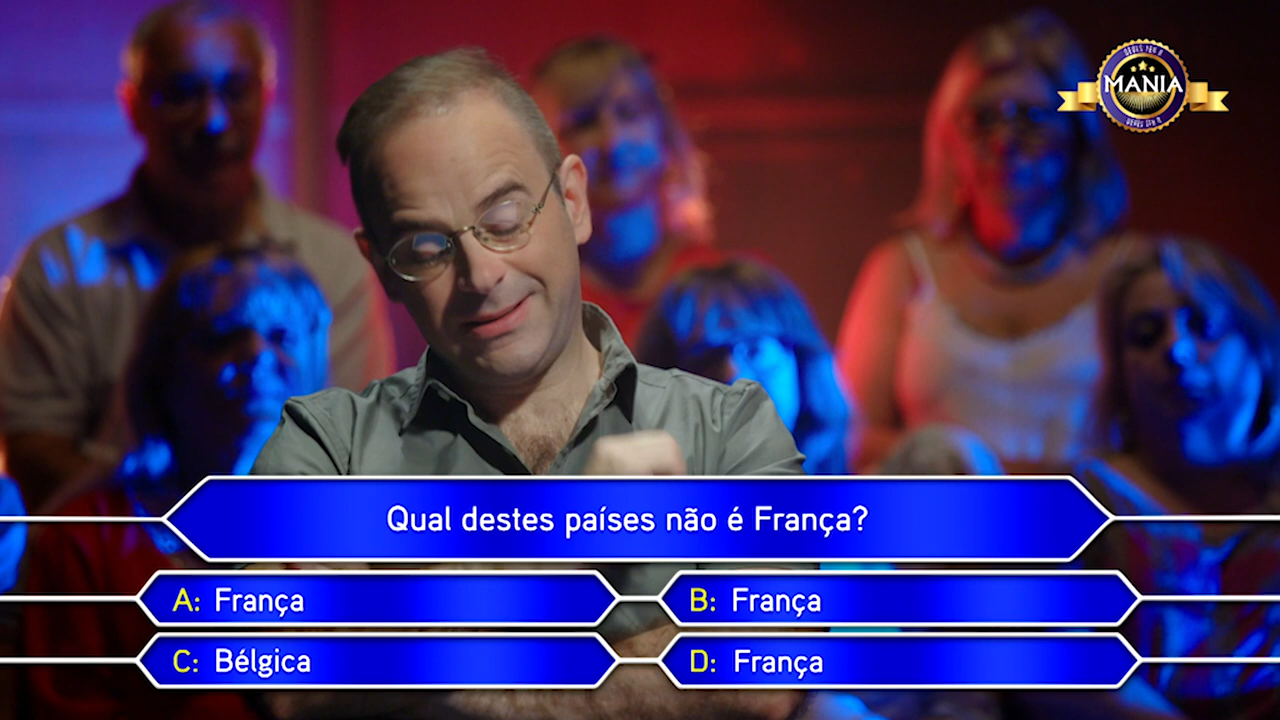 MANIA
Qual destes países não é França?
A: França
B: França
C: Bélgica
D: França